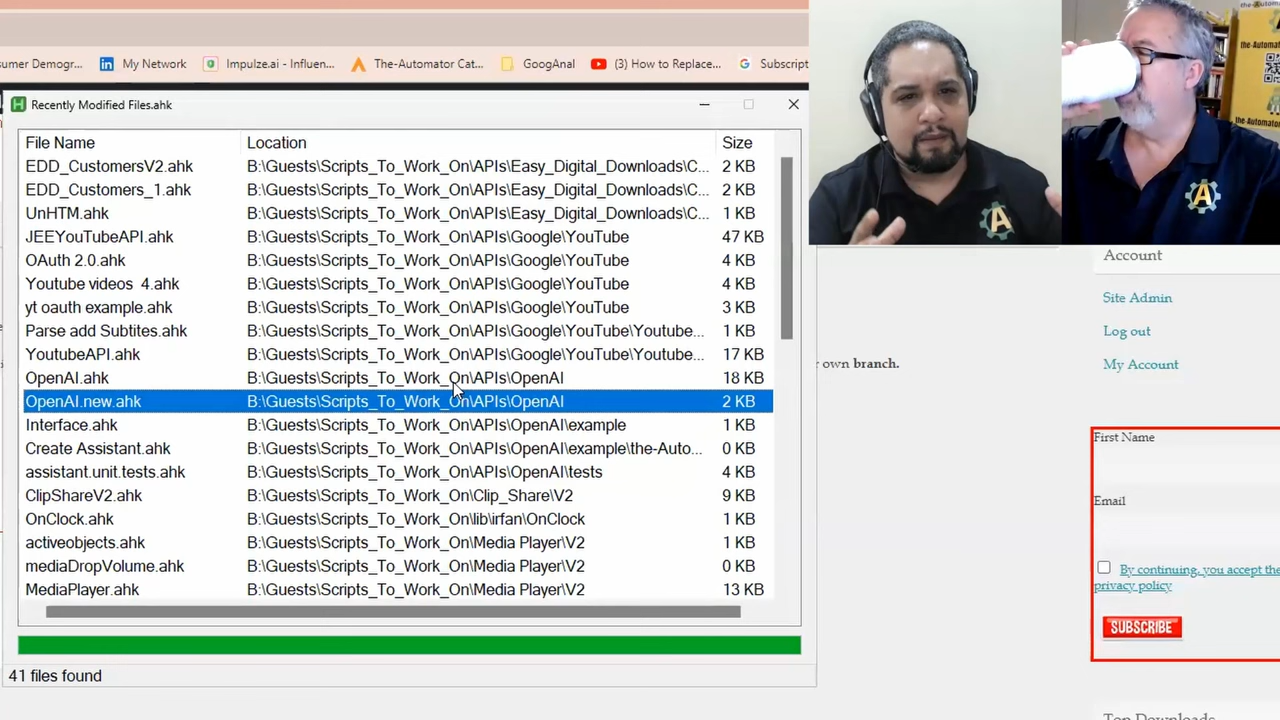 sumer Demogr...
My Network
Impulze.ai - Influen...
The-Automator Cat...
GoogAnal
(3) How to Replace...
Subscript
Recently Modified Files.ahk
File Name Location Size
EDD_CustomersV2.ahk B:\Guests\Scripts_To_Work_On\APIs\Easy_Digital_Downloads\C... 2 KB
EDD_Customers_1.ahk B:\Guests\Scripts_To_Work_On\APIs\Easy_Digital_Downloads\C... 2 KB
UnHTM.ahk B:\Guests\Scripts_To_Work_On\APIs\Easy_Digital_Downloads\C... 1 KB
JEEYouTubeAPI.ahk B:\Guests\Scripts_To_Work_On\APIs\Google\YouTube 47 KB
OAuth 2.0.ahk B:\Guests\Scripts_To_Work_On\APIs\Google\YouTube 4 KB
Youtube videos 4.ahk B:\Guests\Scripts_To_Work_On\APIs\Google\YouTube 4 KB
yt oauth example.ahk B:\Guests\Scripts_To_Work_On\APIs\Google\YouTube 3 KB
Parse add Subtites.ahk B:\Guests\Scripts_To_Work_On\APIs\Google\YouTube\Youtube... 1 KB
YoutubeAPI.ahk B:\Guests\Scripts_To_Work_On\APIs\Google\YouTube\Youtube... 17 KB
OpenAI.ahk B:\Guests\Scripts_To_Work_On\APIs\OpenAI 18 KB
OpenAI.new.ahk B:\Guests\Scripts_To_Work_On\APIs\OpenAI 2 KB
Interface.ahk B:\Guests\Scripts_To_Work_On\APIs\OpenAI\example 1 KB
Create Assistant.ahk B:\Guests\Scripts_To_Work_On\APIs\OpenAI\example\the-Auto... 0 KB
assistant.unit.tests.ahk B:\Guests\Scripts_To_Work_On\APIs\OpenAI\tests 4 KB
ClipShareV2.ahk B:\Guests\Scripts_To_Work_On\Clip_Share\V2 9 KB
OnClock.ahk B:\Guests\Scripts_To_Work_On\lib\irfan\OnClock 1 KB
activeobjects.ahk B:\Guests\Scripts_To_Work_On\Media Player\V2 1 KB
mediaDropVolume.ahk B:\Guests\Scripts_To_Work_On\Media Player\V2 0 KB
MediaPlayer.ahk B:\Guests\Scripts_To_Work_On\Media Player\V2 13 KB
41 files found
r own branch.
A
A
the-Automator
the-Automat
Account
Site Admin
Log out
My Account
First Name
Email
By continuing, you accept the
privacy policy
SUBSCRIBE
Top Downloads